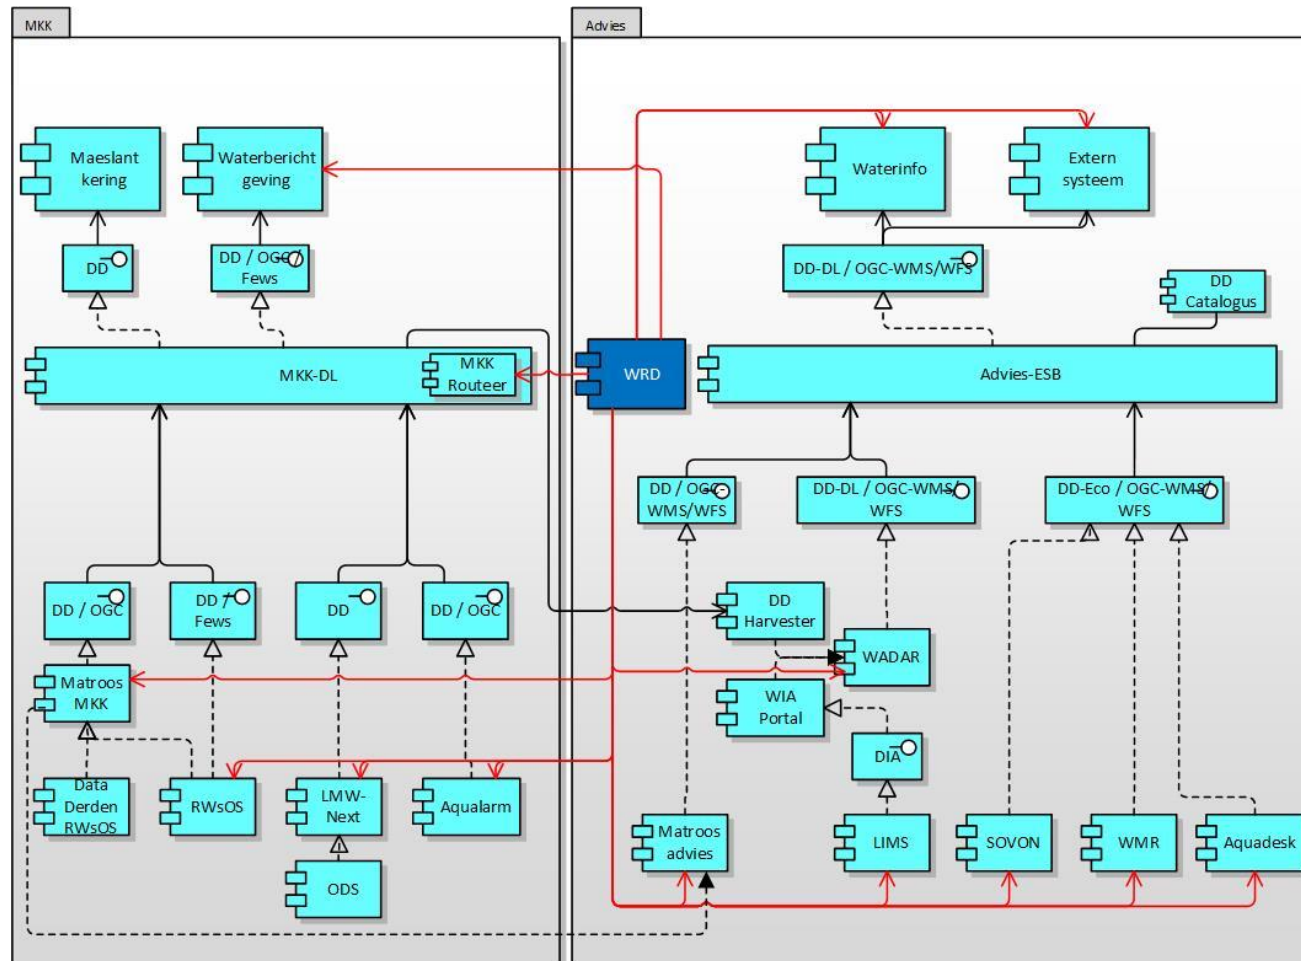 MKK
Advies
Maeslant
kering
Waterbericht
geving
Waterinfo
Extern
systeem
DD
DD / OGC /
Fews
DD-DL / OGC-WMS/WFS
DD
Catalogus
MKK-DL
MKK
Routeer
WRD
Advies-ESB
DD / OGC-
WMS/WFS
DD-DL / OGC-WMS/
WFS
DD-Eco / OGC-WMS/
WFS
DD / OGC
DD /
Fews
DD
DD / OGC
DD
Harvester
WADAR
Matroos
MKK
WIA
Portal
DIA
Data
Derden
RWsOS
RWsOS
LMW-
Next
Aqualarm
Matroos
advies
LIMS
SOVON
WMR
Aquadesk
ODS